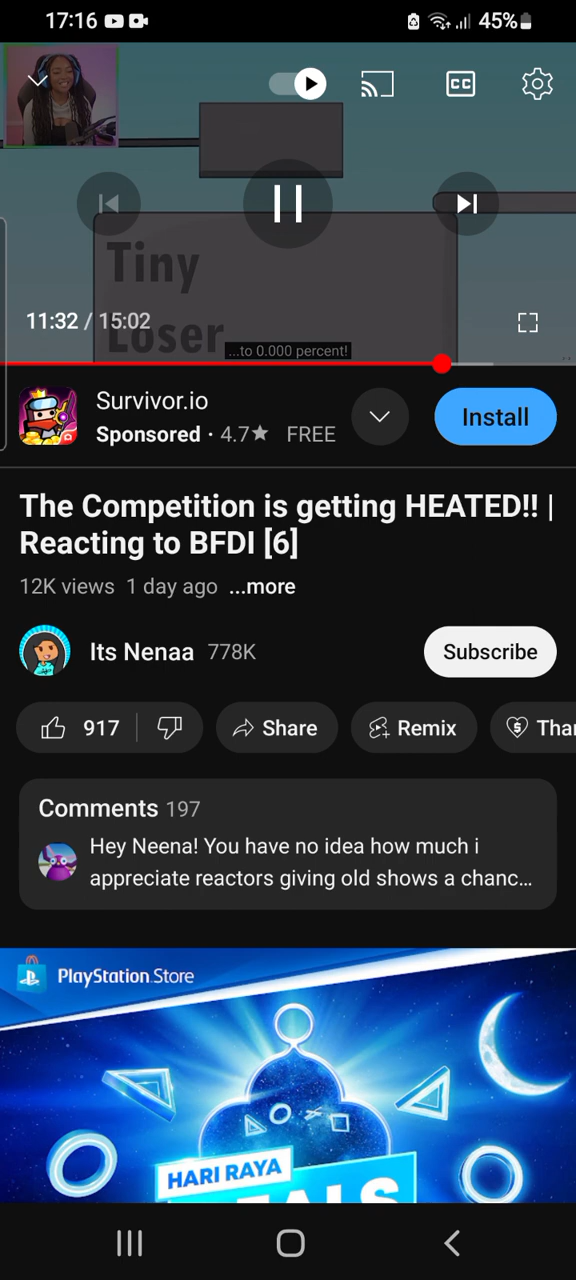 17:16
45%
CC
Tiny
Loser
11:32 / 15:02
...to 0.000 percent!
Survivor.io
Sponsored · 4.7★ FREE
Install
The Competition is getting HEATED!! |
Reacting to BFDI [6]
12K views 1 day ago ...more
Its Nenaa 778K
Subscribe
917
Share
Remix
Than
Comments 197
Hey Neena! You have no idea how much i
appreciate reactors giving old shows a chanc...
PlayStation Store
HARI RAYA